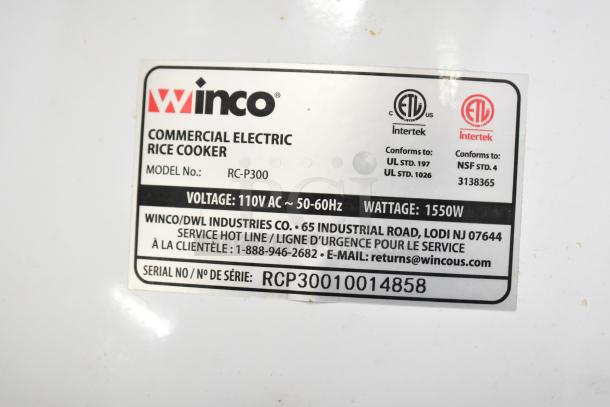 Winco®
COMMERCIAL ELECTRIC
RICE COOKER
MODEL No.: RC-P300
C ETL US
Intertek
Conforms to:
UL STD. 197
UL STD. 1026
ETL
Intertek
Conforms to:
NSF STD. 4
3138365
VOLTAGE: 110V AC ~ 50-60Hz WATTAGE: 1550W
WINCO/DWL INDUSTRIES CO. • 65 INDUSTRIAL ROAD, LODI NJ 07644
SERVICE HOT LINE / LIGNE D'URGENCE POUR LE SERVICE
À LA CLIENTÈLE : 1-888-946-2682 • E-MAIL: returns@wincous.com
SERIAL NO / Nº DE SÉRIE: RCP30010014858